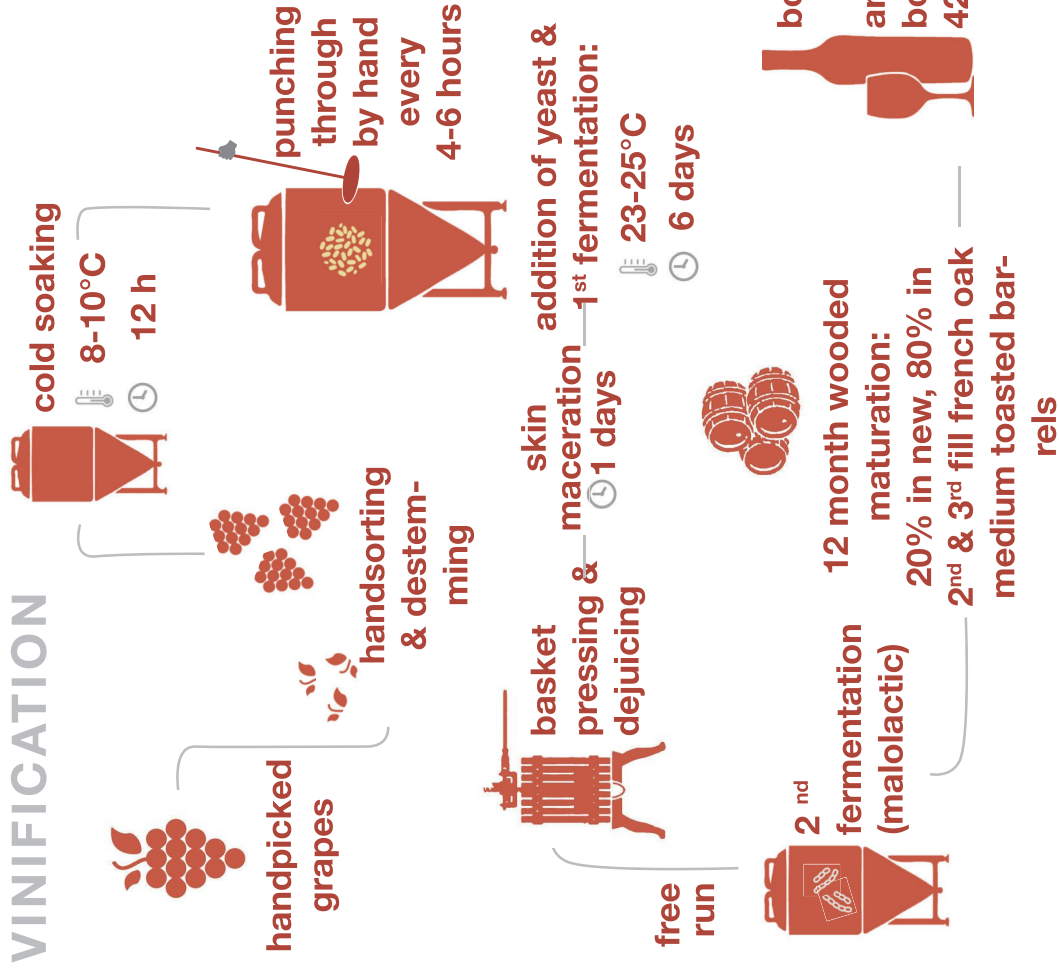 VINIFICATION
handpicked
grapes
handsorting
& destem-
ming
cold soaking
8-10°C
12 h
punching
through
by hand
every
4-6 hours
addition of yeast &
1st fermentation:
23-25°C
6 days
skin
maceration
1 days
basket
pressing &
dejuicing
free
run
2 nd
fermentation
(malolactic)
12 month wooded
maturation:
20% in new, 80% in
2nd & 3rd fill french oak
medium toasted bar-
rels